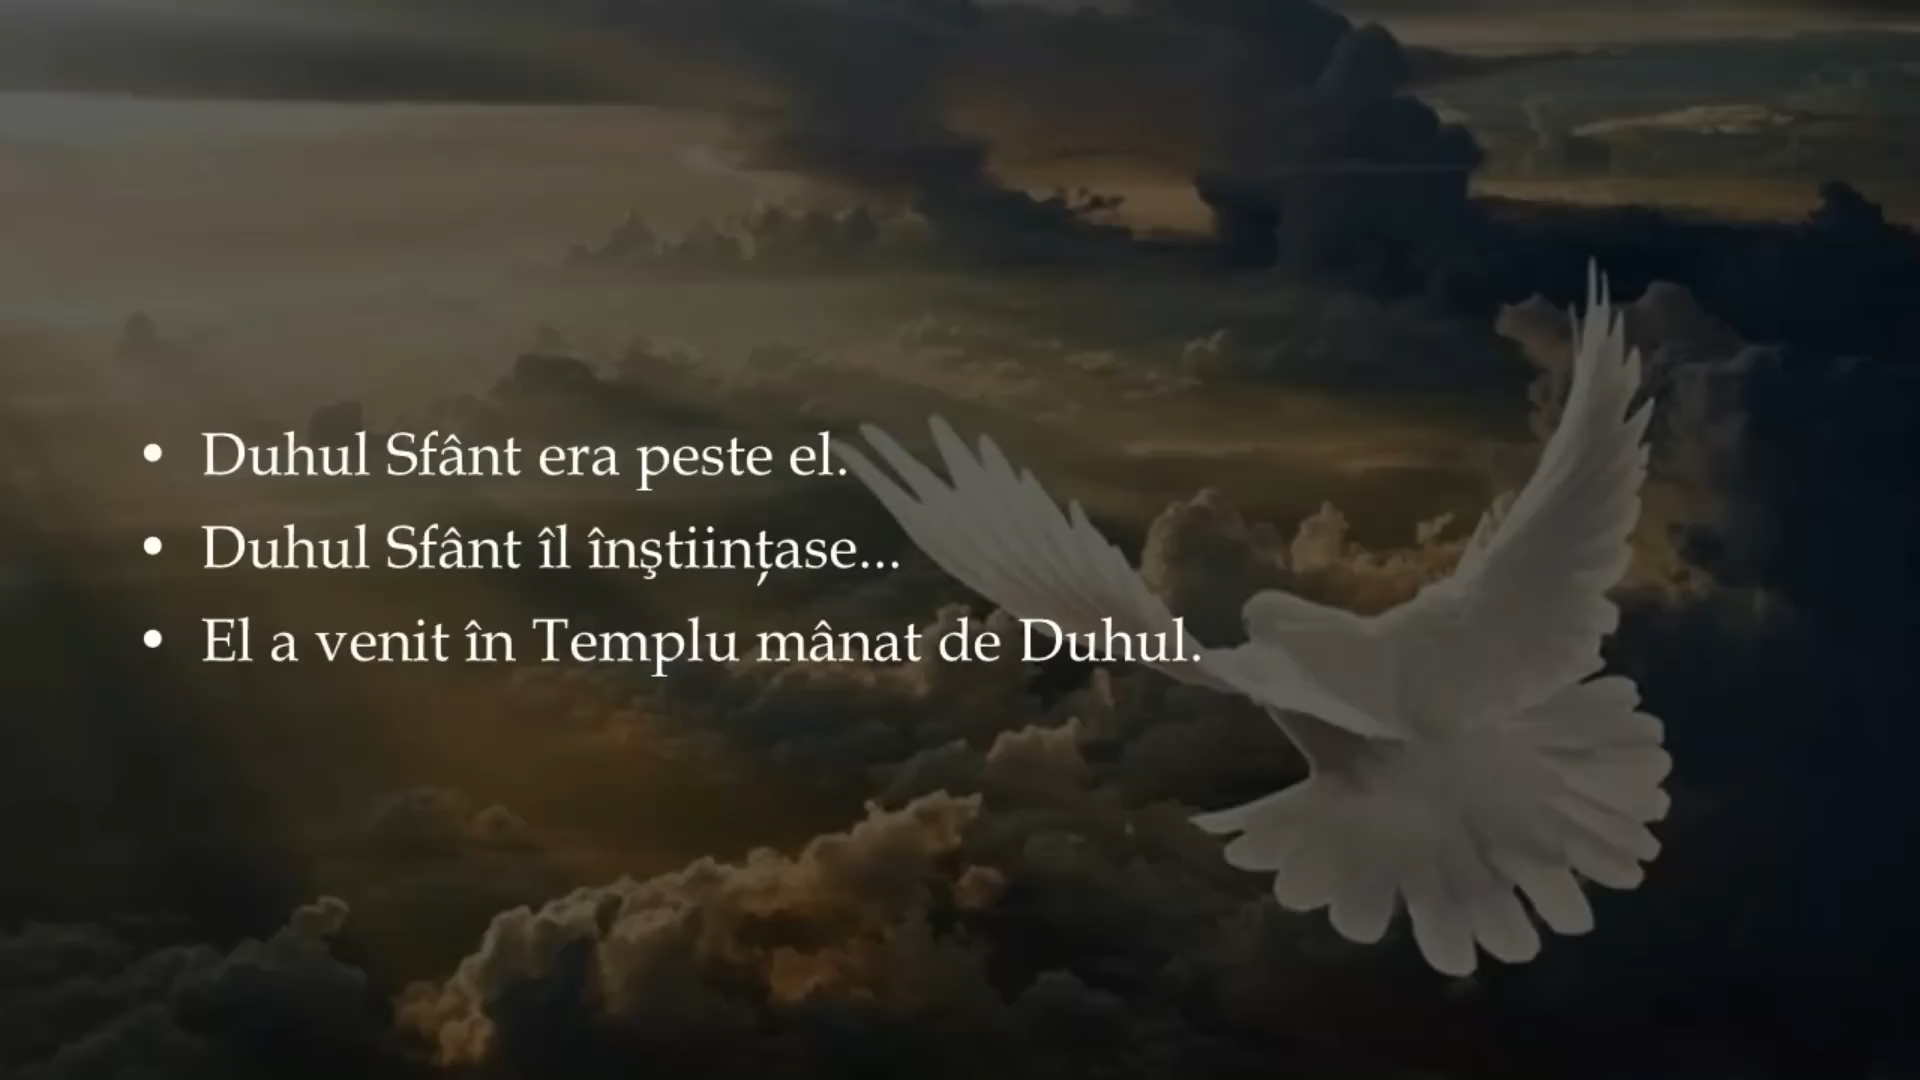 • Duhul Sfânt era peste el.
• Duhul Sfânt îl înştiințase...
• El a venit în Templu mânat de Duhul.